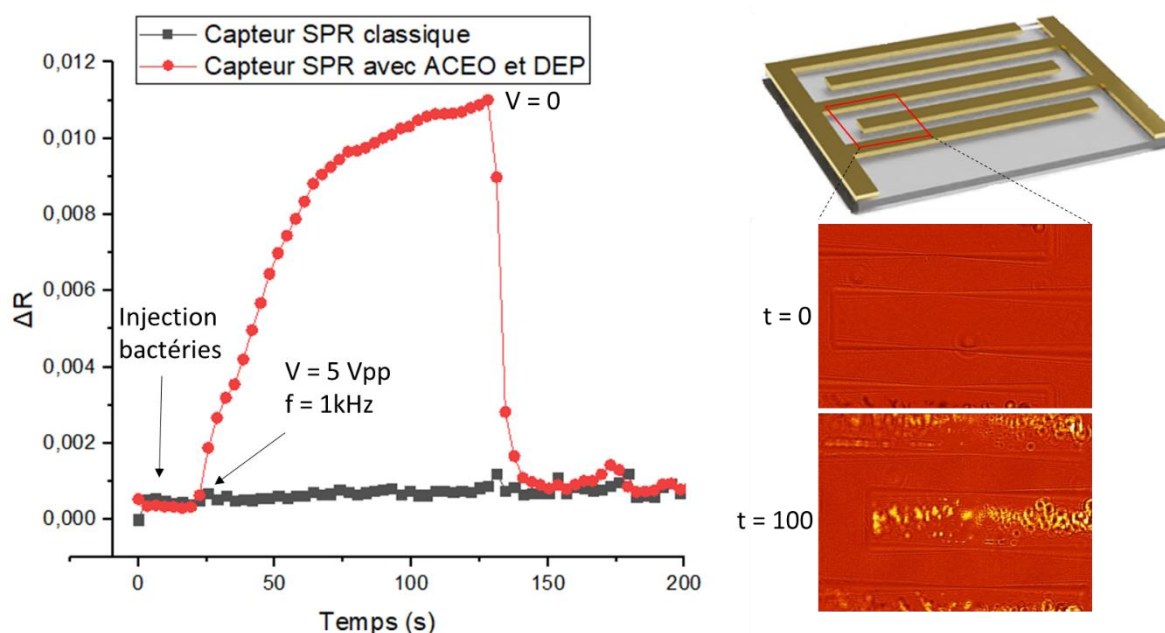 Capteur SPR classique
Capteur SPR avec ACEO et DEP
0,012
0,010
0,008
0,006
0,004
0,002
0,000
ΔR
V = 0
Injection
bactéries
V = 5 Vpp
f = 1kHz
0
50
100
150
200
Temps (s)
t = 0
t = 100